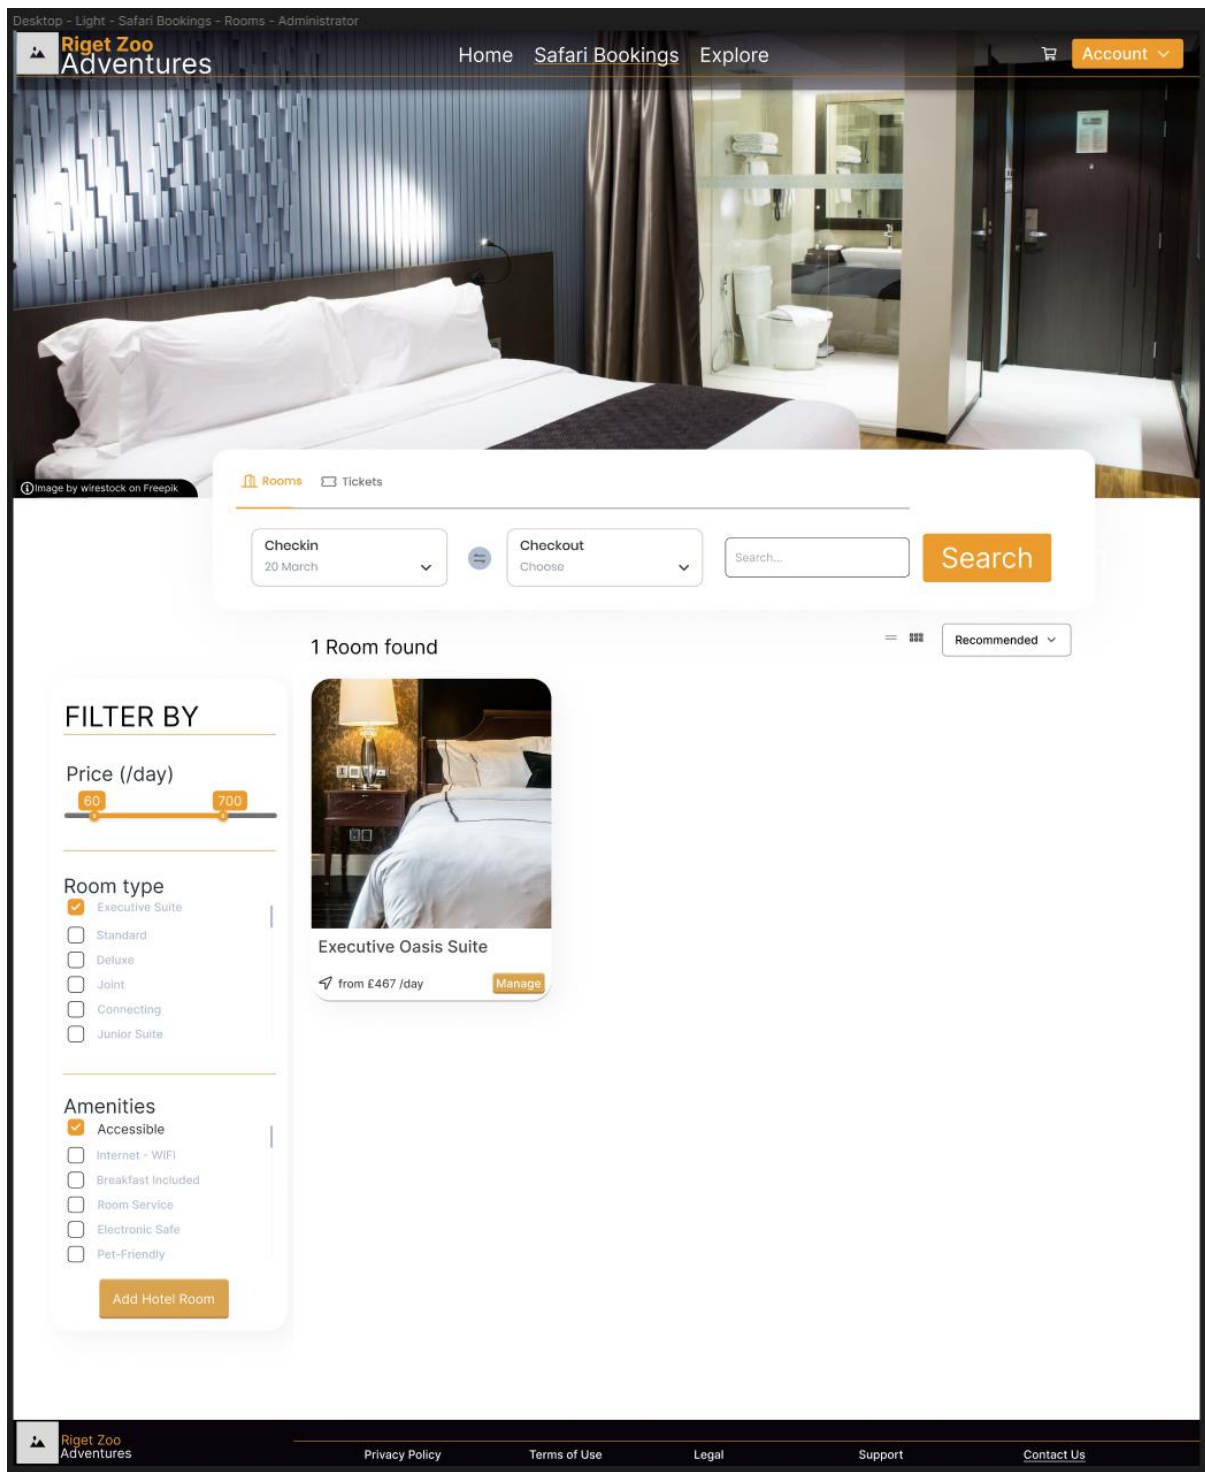 Desktop - Light - Safari Bookings - Rooms - Administrator
Riget Zoo
Adventures
Home Safari Bookings Explore
Account
Image by wirestock on Freepik
Rooms Tickets
Checkin
20 March
Checkout
Choose
Search...
Search
1 Room found
Recommended
FILTER BY
Price (/day)
60 700
Room type
Executive Suite
Standard
Deluxe
Joint
Connecting
Junior Suite
Amenities
Accessible
Internet - WIFI
Breakfast Included
Room Service
Electronic Safe
Pet-Friendly
Add Hotel Room
Executive Oasis Suite
from £467 /day
Manage
Riget Zoo
Adventures
Privacy Policy Terms of Use Legal Support Contact Us